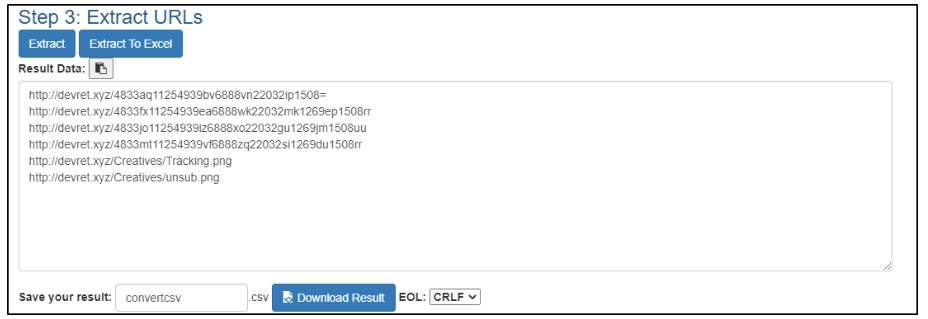 Step 3: Extract URLs
Extract Extract To Excel
Result Data:
http://devret.xyz/4833aq11254939bv6888vn22032ip1508=
http://devret.xyz/4833fx11254939ea6888wk22032mk1269ep1508rr
http://devret.xyz/4833jo11254939iz6888xo22032gu1269jm1508uu
http://devret.xyz/4833mt11254939vf6888zq22032si1269du1508rr
http://devret.xyz/Creatives/Tracking.png
http://devret.xyz/Creatives/unsub.png
Save your result: convertcsv .csv Download Result EOL: CRLF